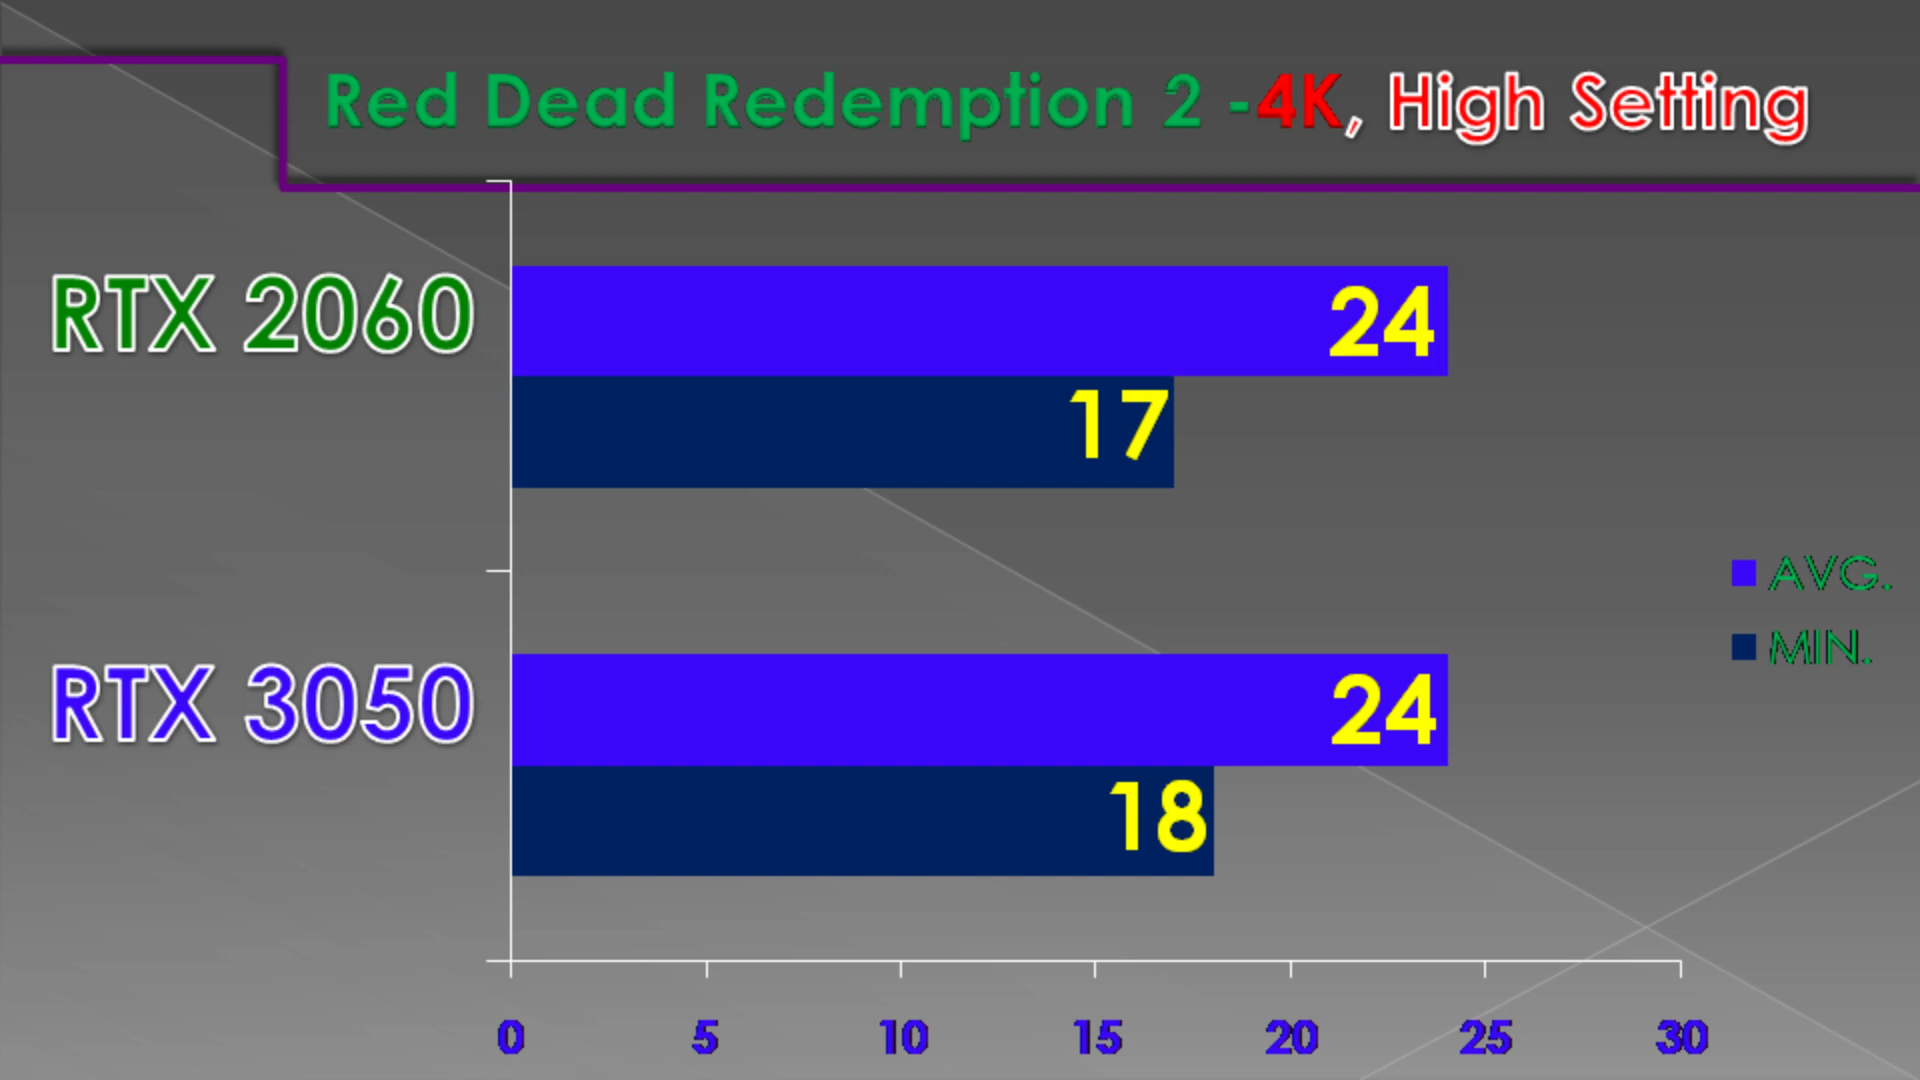 Red Dead Redemption 2 -4K, High Setting
RTX 2060
24
17
RTX 3050
24
18
AVG.
MIN.
0 5 10 15 20 25 30